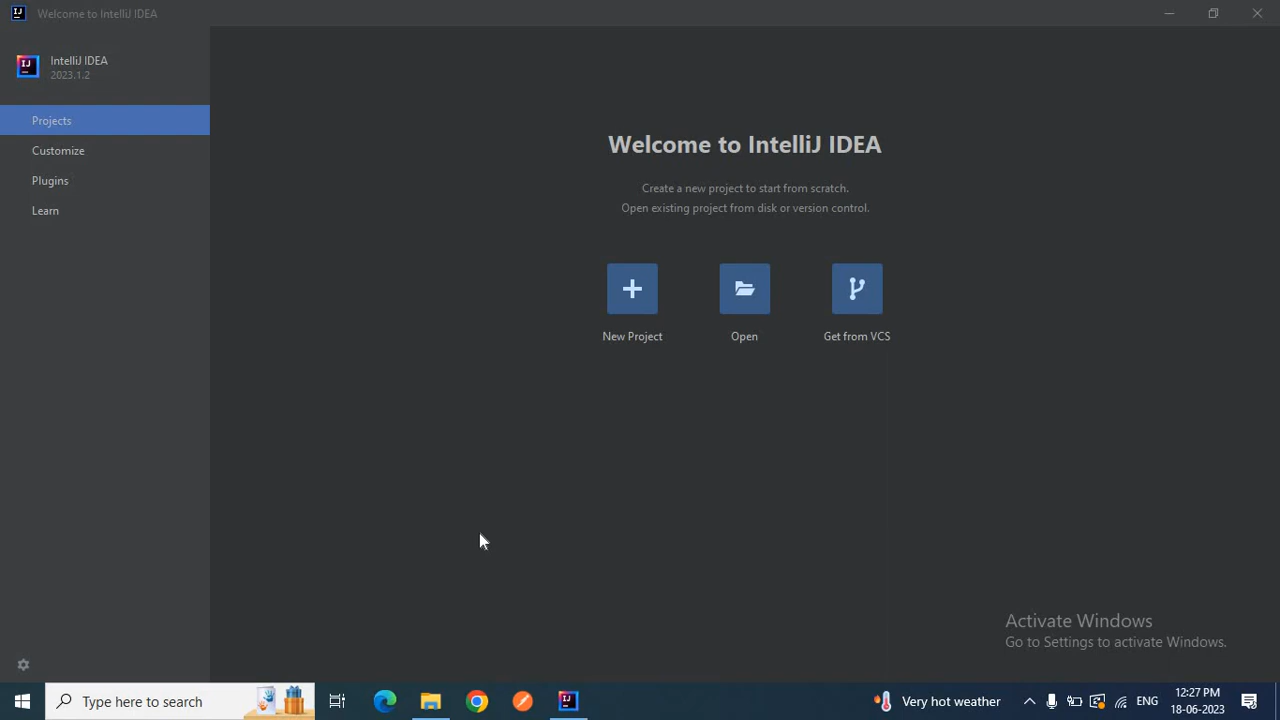 Welcome to IntelliJ IDEA
IntelliJ IDEA
2023.1.2
Projects
Customize
Plugins
Learn
Welcome to IntelliJ IDEA
Create a new project to start from scratch.
Open existing project from disk or version control.
New Project
Open
Get from VCS
Activate Windows
Go to Settings to activate Windows.
Type here to search
Very hot weather
ENG
12:27 PM
18-06-2023